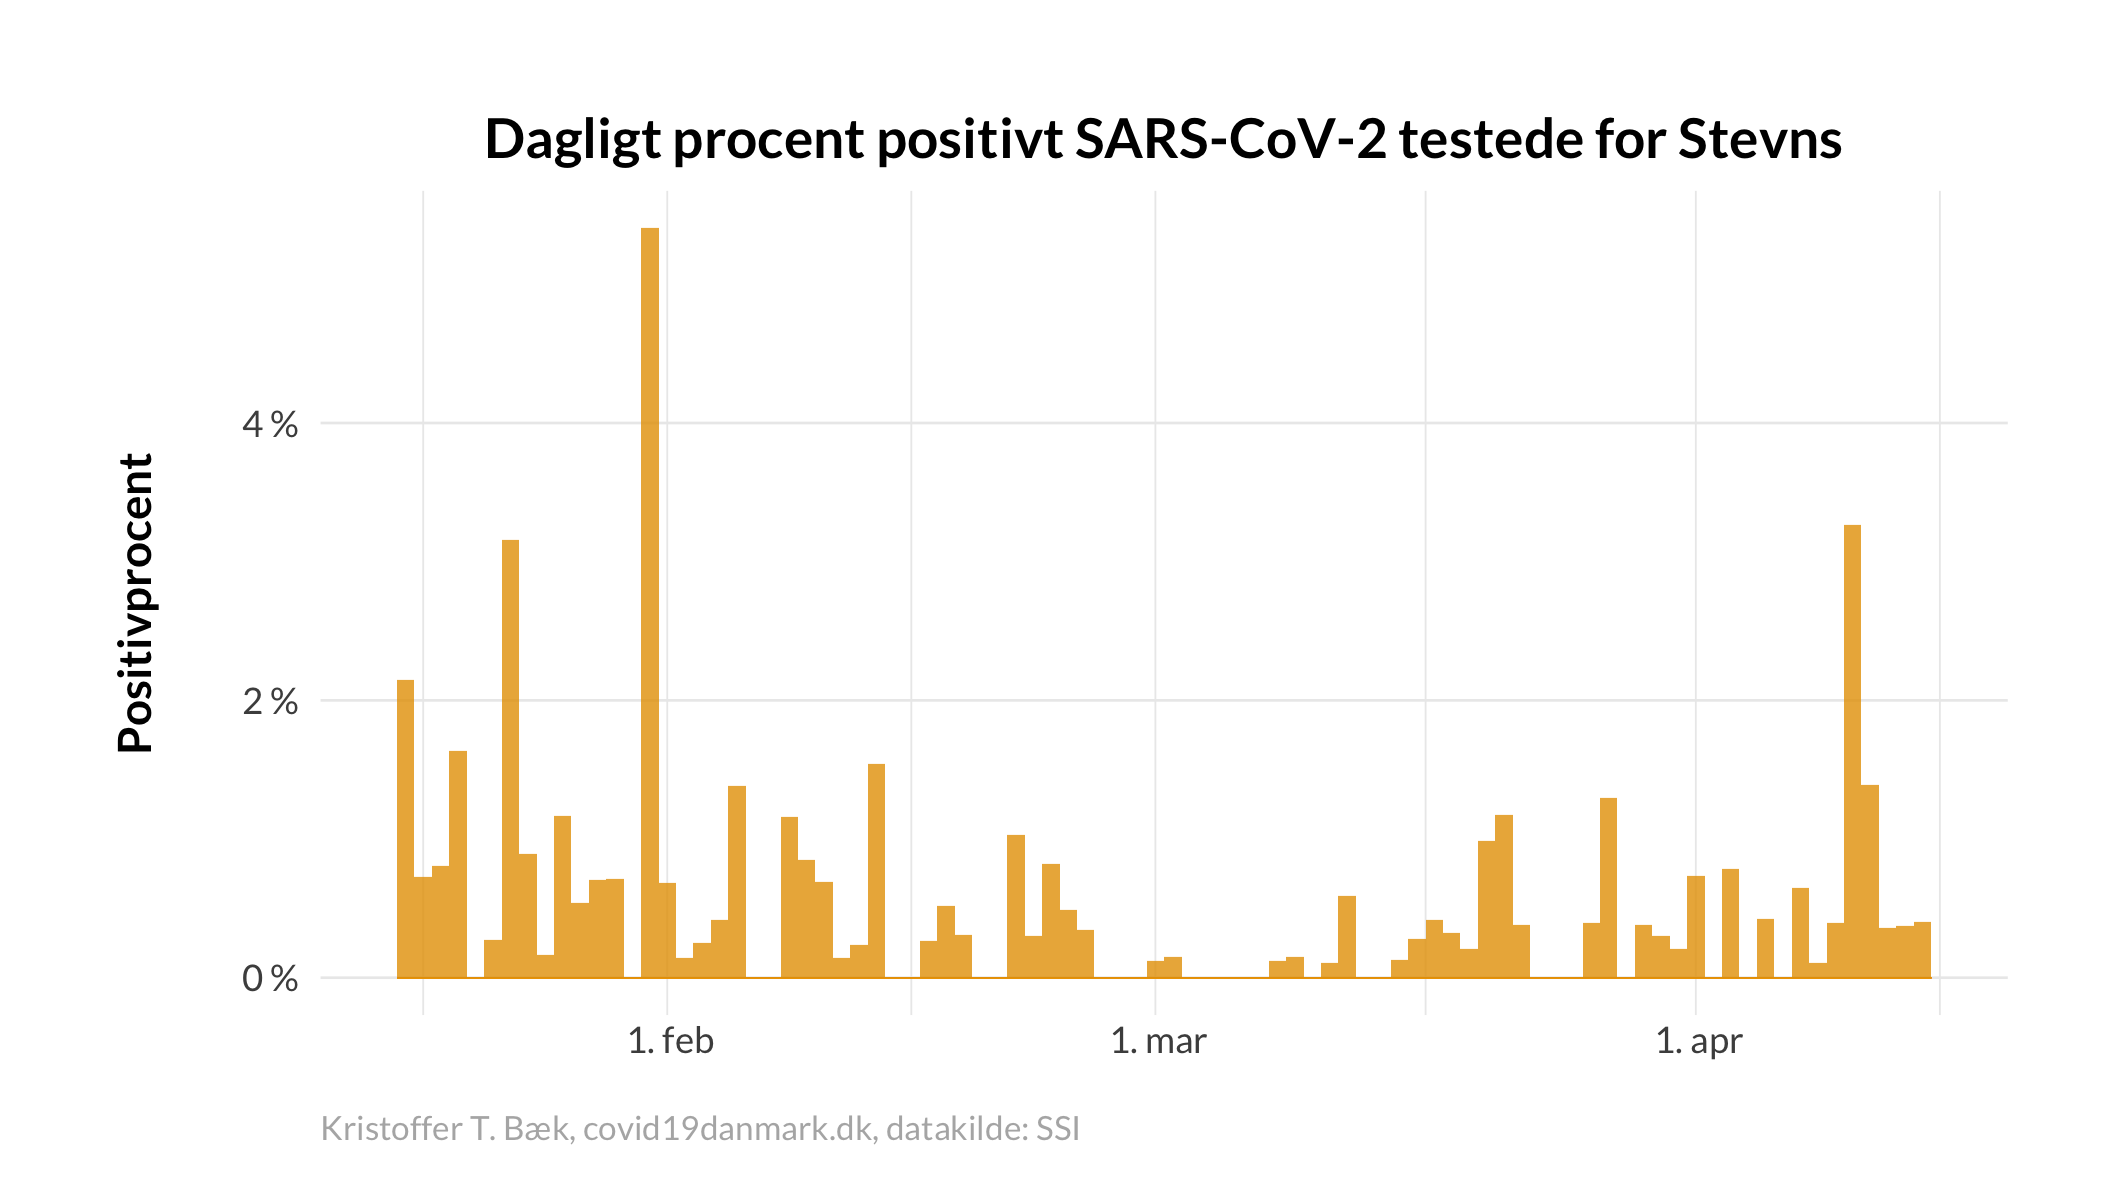 Dagligt procent positivt SARS-CoV-2 testede for Stevns
Positivprocent
4 %
2 %
0 %
1. feb
1. mar
1. apr
Kristoffer T. Bæk, covid19danmark.dk, datakilde: SSI